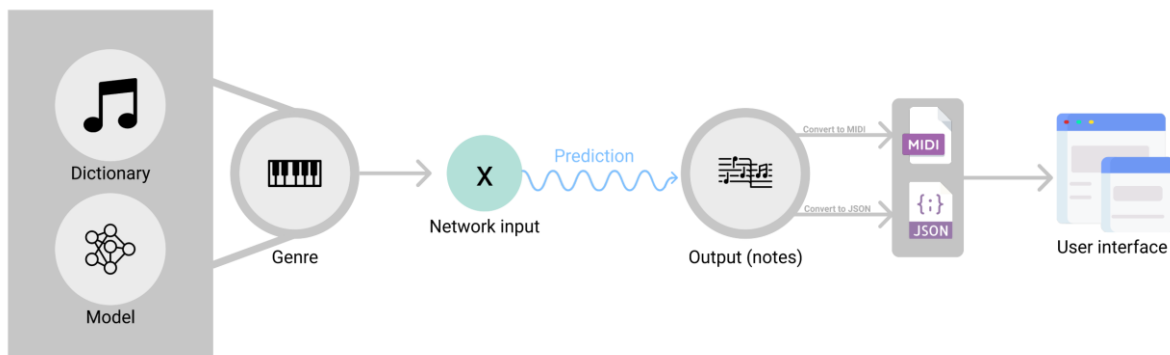 Dictionary
Model
Genre
x
Network input
Prediction
Output (notes)
Convert to MIDI
Convert to JSON
MIDI
{;}
JSON
User interface